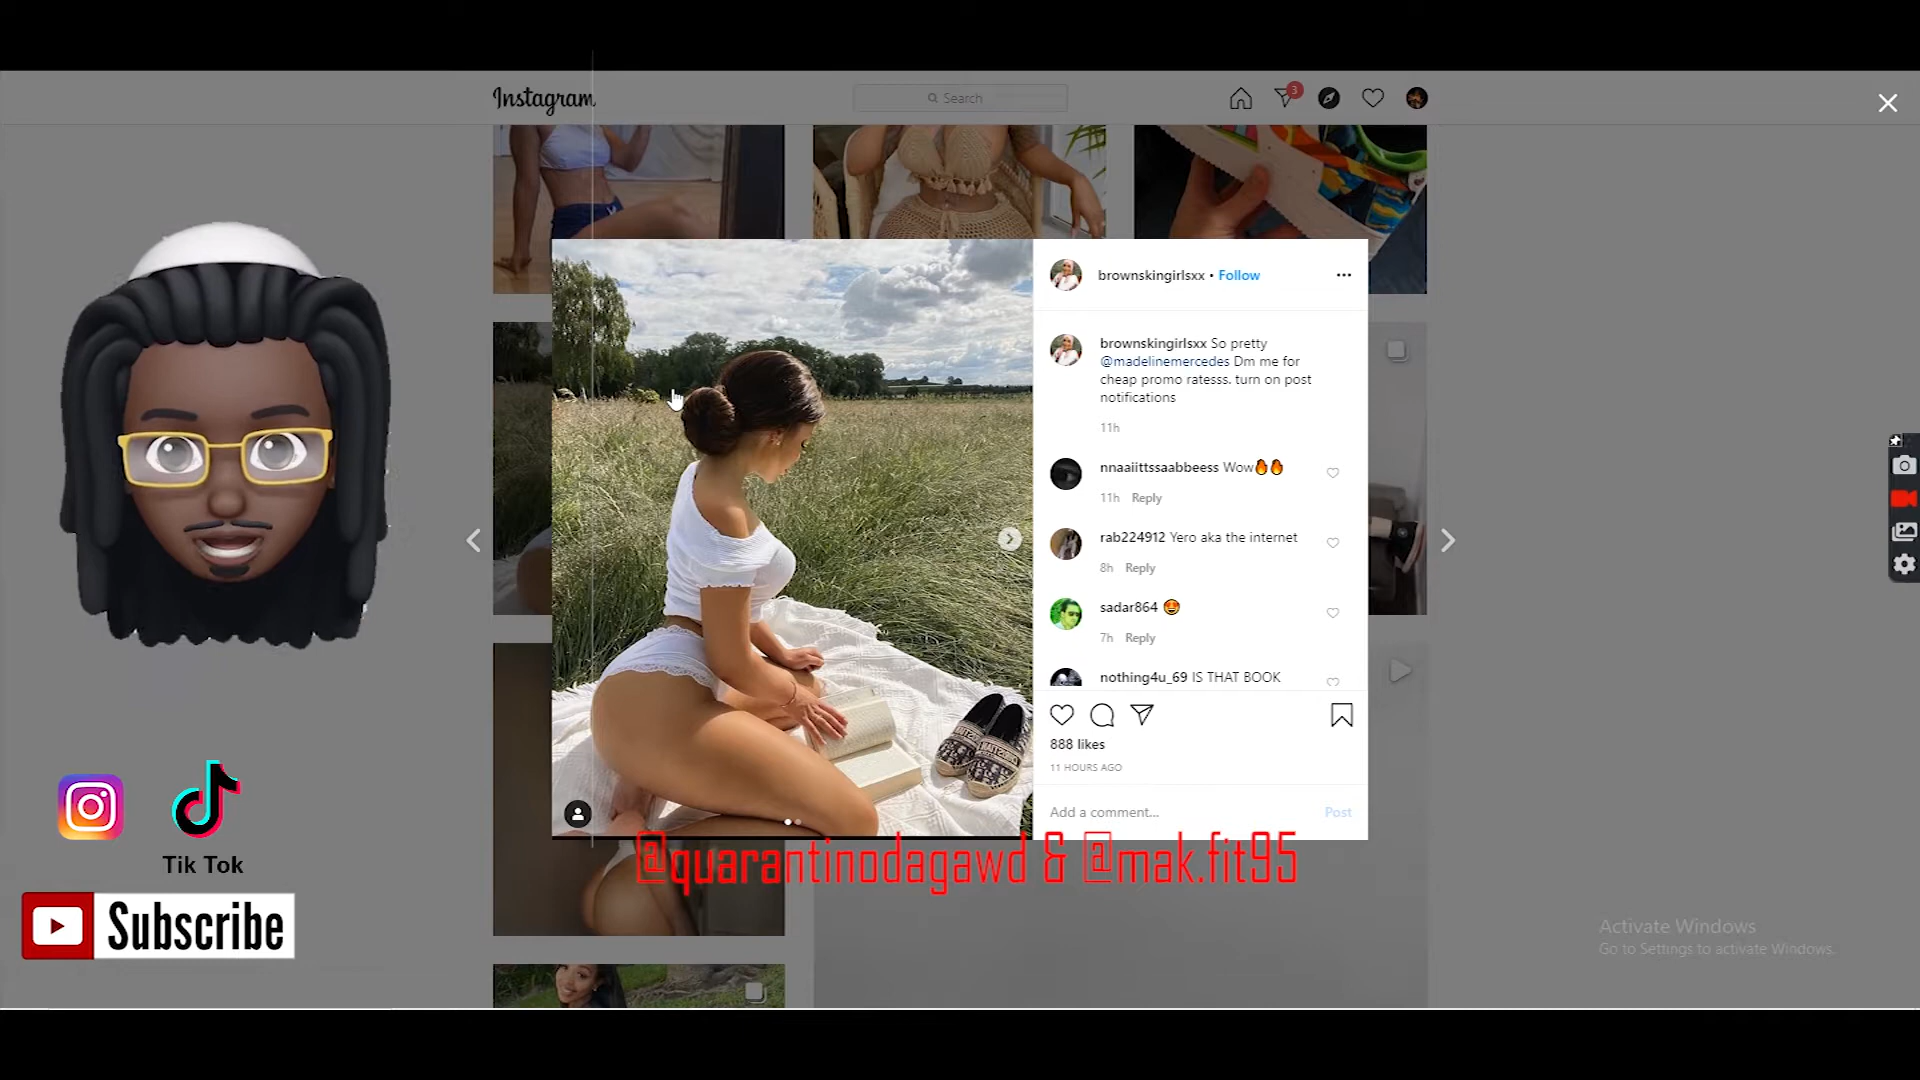 Instagram
Search
3
brownskingirlsxx • Follow
brownskingirlsxx So pretty
@madelinemercedes Dm me for
cheap promo ratesss. turn on post
notifications
11h
nnaaiittssaabbeess Wow🔥🔥
11h Reply
rab224912 Yero aka the internet
8h Reply
sadar864 🤩
7h Reply
nothing4u_69 IS THAT BOOK
888 likes
11 HOURS AGO
Add a comment... Post
Tik Tok
Subscribe
@quarantinodagawd & @mak.fit95
Activate Windows
Go to Settings to activate Windows.